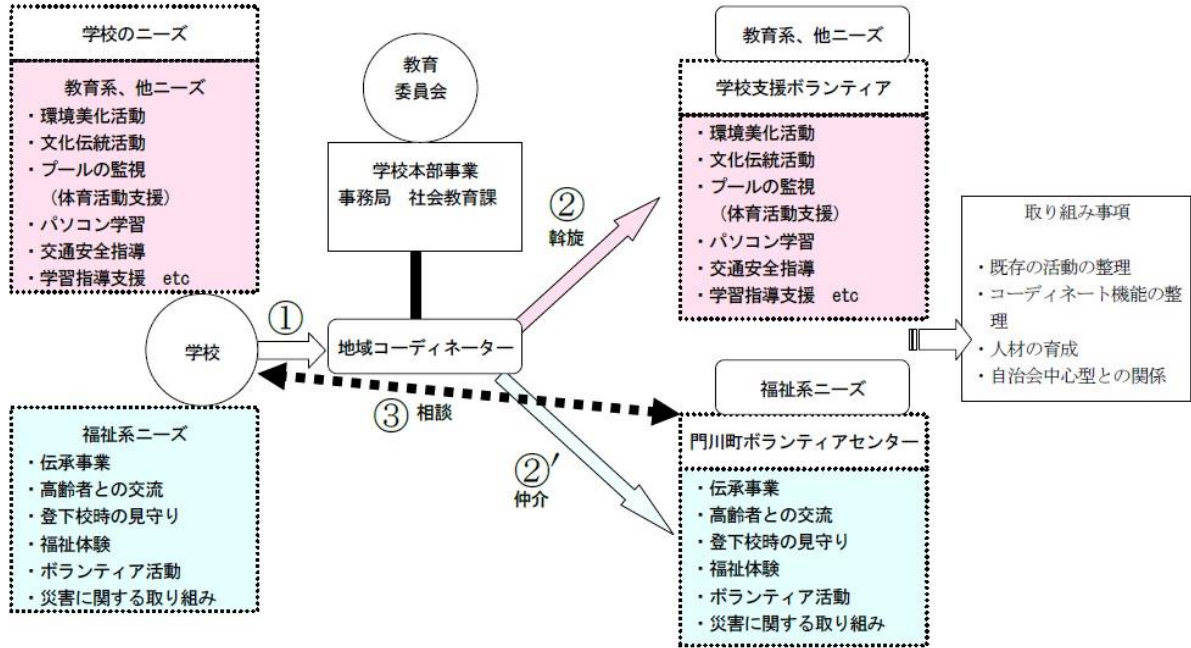 学校のニーズ
教育系、他ニーズ
・環境美化活動
・文化伝統活動
・プールの監視
（体育活動支援）
・パソコン学習
・交通安全指導
・学習指導支援　etc
学校
福祉系ニーズ
・伝承事業
・高齢者との交流
・登下校時の見守り
・福祉体験
・ボランティア活動
・災害に関する取り組み
教育
委員会
学校本部事業
事務局　社会教育課
①
地域コーディネーター
②
斡旋
③ 相談
②′
仲介
教育系、他ニーズ
学校支援ボランティア
・環境美化活動
・文化伝統活動
・プールの監視
（体育活動支援）
・パソコン学習
・交通安全指導
・学習指導支援　etc
福祉系ニーズ
門川町ボランティアセンター
・伝承事業
・高齢者との交流
・登下校時の見守り
・福祉体験
・ボランティア活動
・災害に関する取り組み
取り組み事項
・既存の活動の整理
・コーディネート機能の整
理
・人材の育成
・自治会中心型との関係